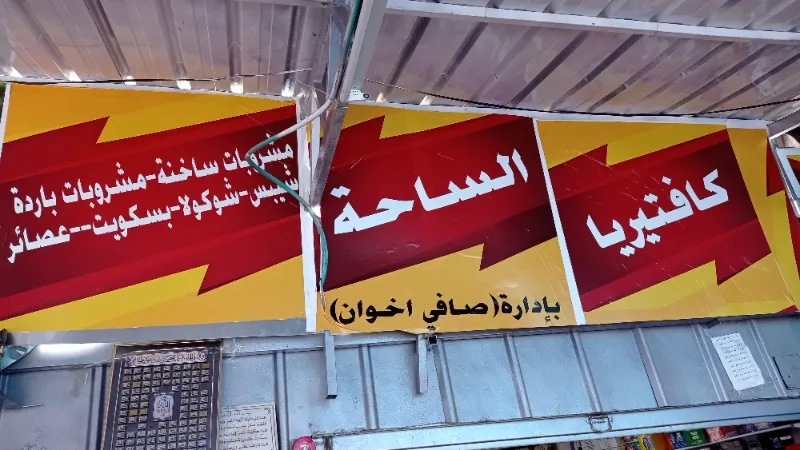 كافتيريا
الساحة
بإدارة (صافي اخوان)
مشروبات ساخنة-مشروبات باردة
شيبس-شوكولا-بسكويت--عصائر